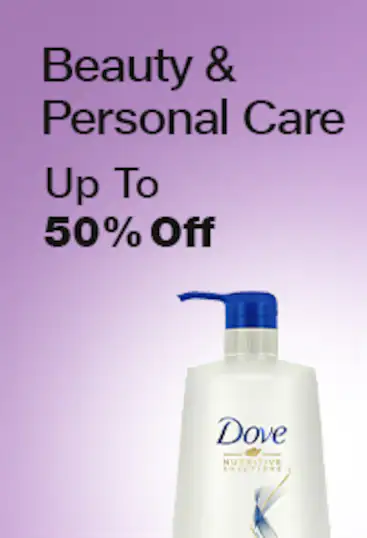 Beauty &
Personal Care
Up To
50% Off
Dove
NUTRITIVE
SOLUTIONS